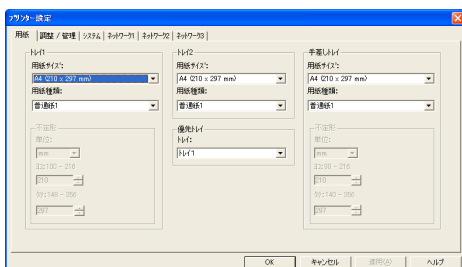 プリンター設定
用紙 調整 / 管理 システム ネットワーク1 ネットワーク2 ネットワーク3
トレイ1
用紙サイズ:
A4 (210 x 297 mm)
用紙種類:
普通紙1
不定形
単位:
mm
ヨコ:100 - 216
210
タテ:148 - 356
297
トレイ2
用紙サイズ:
A4 (210 x 297 mm)
用紙種類:
普通紙1
優先トレイ
トレイ:
トレイ1
手差しトレイ
用紙サイズ:
A4 (210 x 297 mm)
用紙種類:
普通紙1
不定形
単位:
mm
ヨコ:90 - 216
210
タテ:148 - 356
297
OK キャンセル 適用(A) ヘルプ